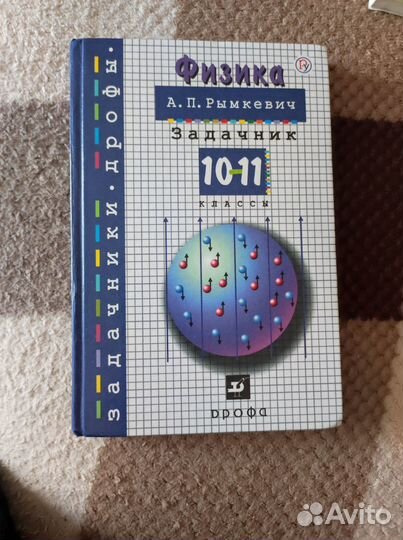 задачники.дрофы.
Физика
А.П.Рымкевич
Задачник
10-11
классы
дрофа
Avito